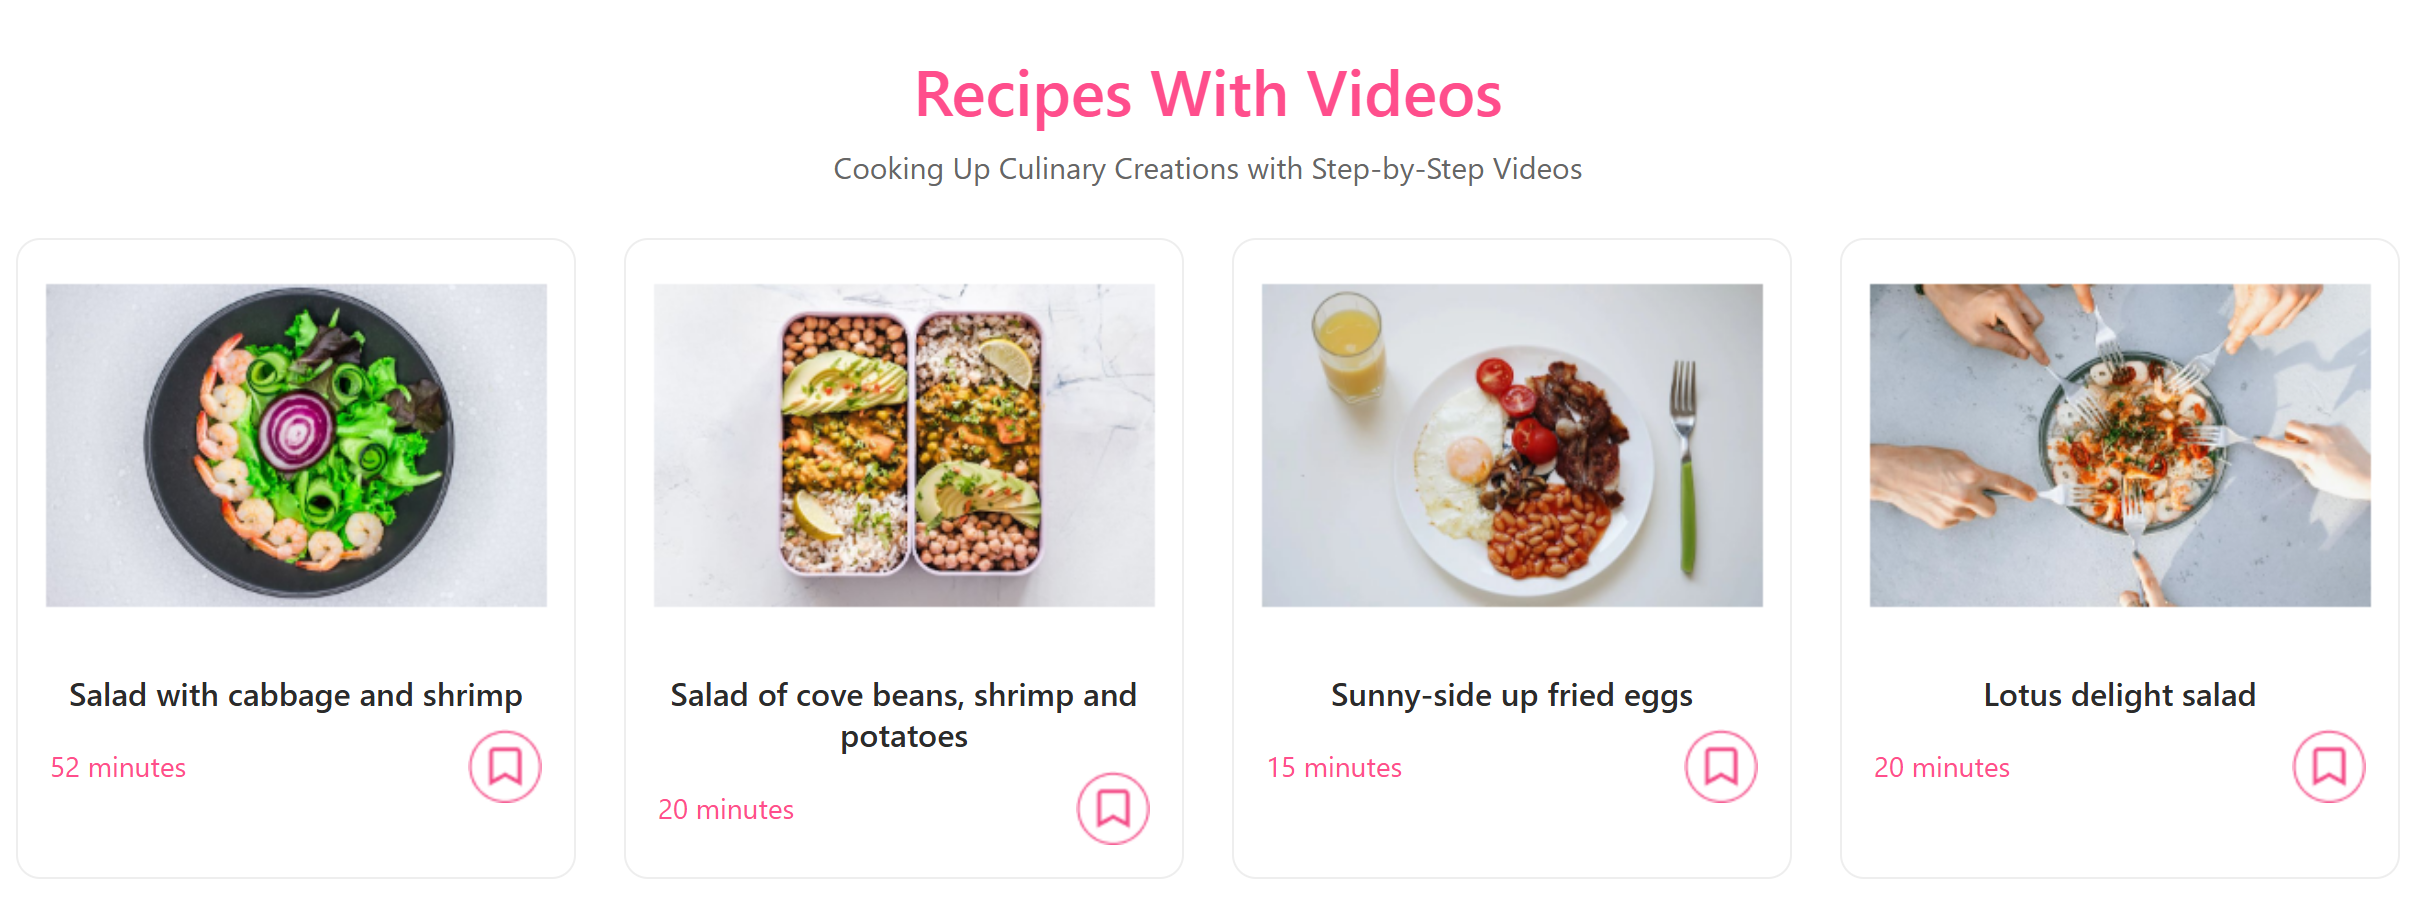 Recipes With Videos
Cooking Up Culinary Creations with Step-by-Step Videos
Salad with cabbage and shrimp
52 minutes
Salad of cove beans, shrimp and
potatoes
20 minutes
Sunny-side up fried eggs
15 minutes
Lotus delight salad
20 minutes